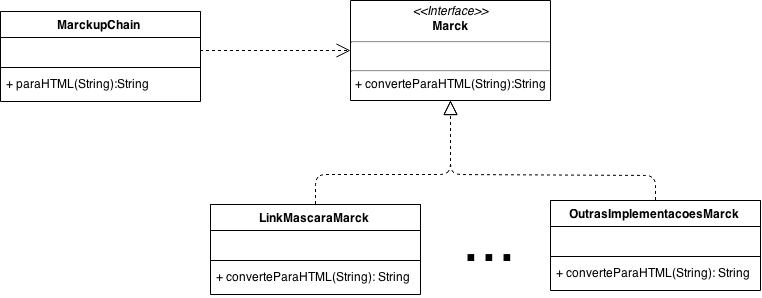 MarckupChain
+ paraHTML(String):String
<<Interface>>
Marck
+ converteParaHTML(String):String
LinkMascaraMarck
+ converteParaHTML(String): String
...
OutrasImplementacoesMarck
+ converteParaHTML(String): String